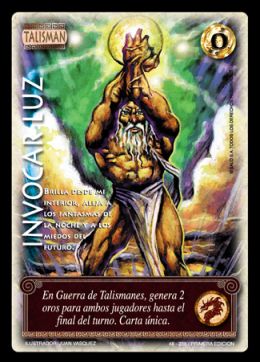 TALISMAN
0
INVOCAR LUZ
Brilla desde mi
interior, aleja a
los fantasmas de
la noche y a los
miedos del
futuro.
En Guerra de Talismanes, genera 2
oros para ambos jugadores hasta el
final del turno. Carta única.
ILUSTRADOR: JUAN VASQUEZ
PRIMERA EDICION